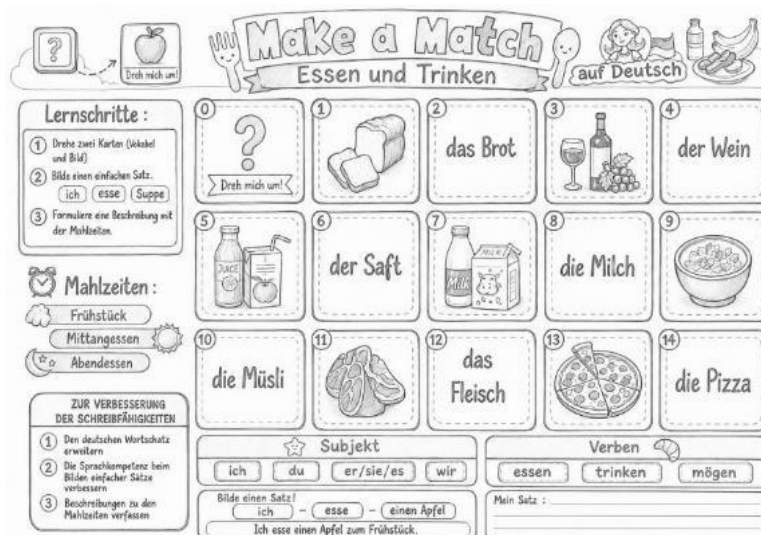 ?
Dreh mich um!
Make a Match
Essen und Trinken
auf Deutsch
Lernschritte :
1 Drehe zwei Karten (Vokabel
und Bild)
2 Bilde einen einfachen Satz.
ich esse Suppe
3 Formuliere eine Beschreibung mit
der Mahlzeiten.
Mahlzeiten :
Frühstück
Mittangessen
Abendessen
ZUR VERBESSERUNG
DER SCHREIBFÄHIGKEITEN
1 Den deutschen Wortschatz
erweitern
2 Die Sprachkompetenz beim
Bilden einfacher Sätze
verbessern
3 Beschreibungen zu den
Mahlzeiten verfassen
0
?
Dreh mich um!
1
2
das Brot
3
4
der Wein
5
JUICE
6
der Saft
7
Milk
MILK
8
die Milch
9
10
die Müsli
11
12
das
Fleisch
13
14
die Pizza
Subjekt
ich du er/sie/es wir
Verben
essen trinken mögen
Bilde einen Satz!
ich – esse – einen Apfel
Ich esse einen Apfel zum Frühstück.
Mein Satz :